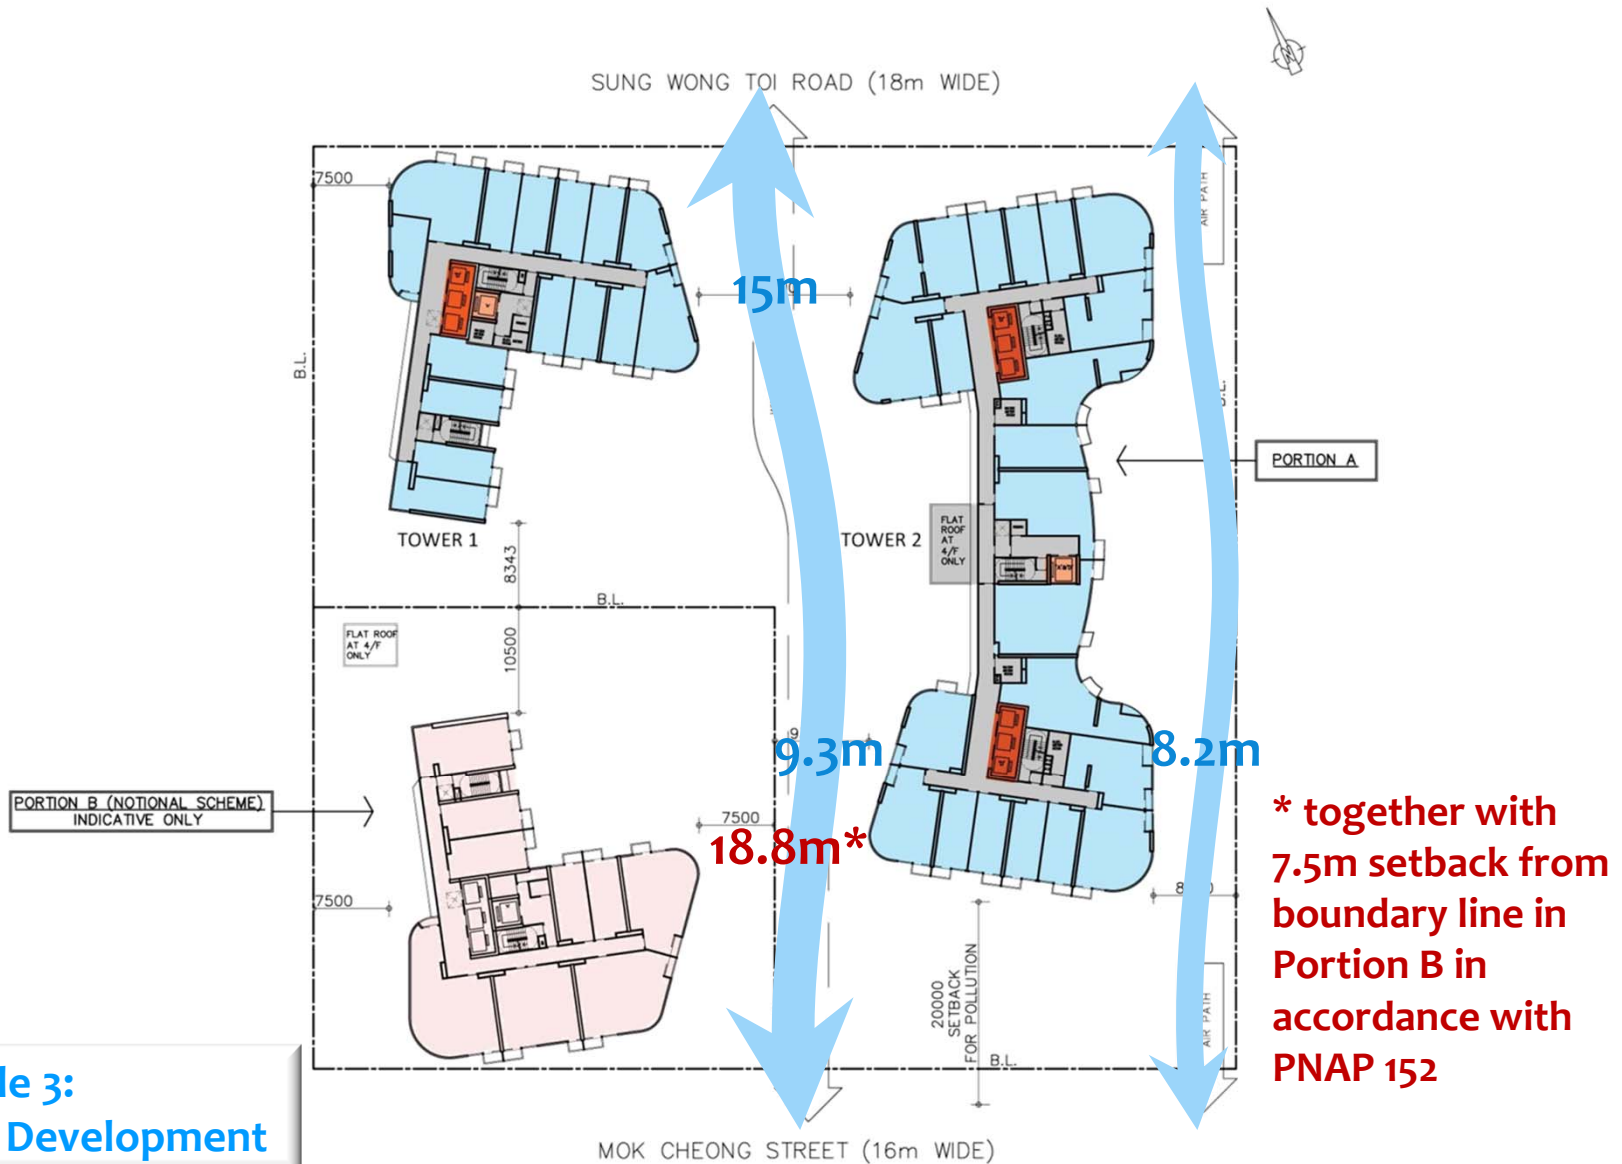 SUNG WONG TOI ROAD (18m WIDE)
7500
AIR PATH
15m
B.L.
B.L.
PORTION A
TOWER 1
TOWER 2
FLAT
ROOF
AT
4/F
ONLY
8343
B.L.
FLAT ROOF
AT 4/F
ONLY
10500
9.3m
8.2m
PORTION B (NOTIONAL SCHEME)
INDICATIVE ONLY
7500
18.8m*
* together with
7.5m setback from
boundary line in
Portion B in
accordance with
PNAP 152
7500
20000
SETBACK
FOR POLLUTION
AIR PATH
B.L.
le 3:
Development
MOK CHEONG STREET (16m WIDE)